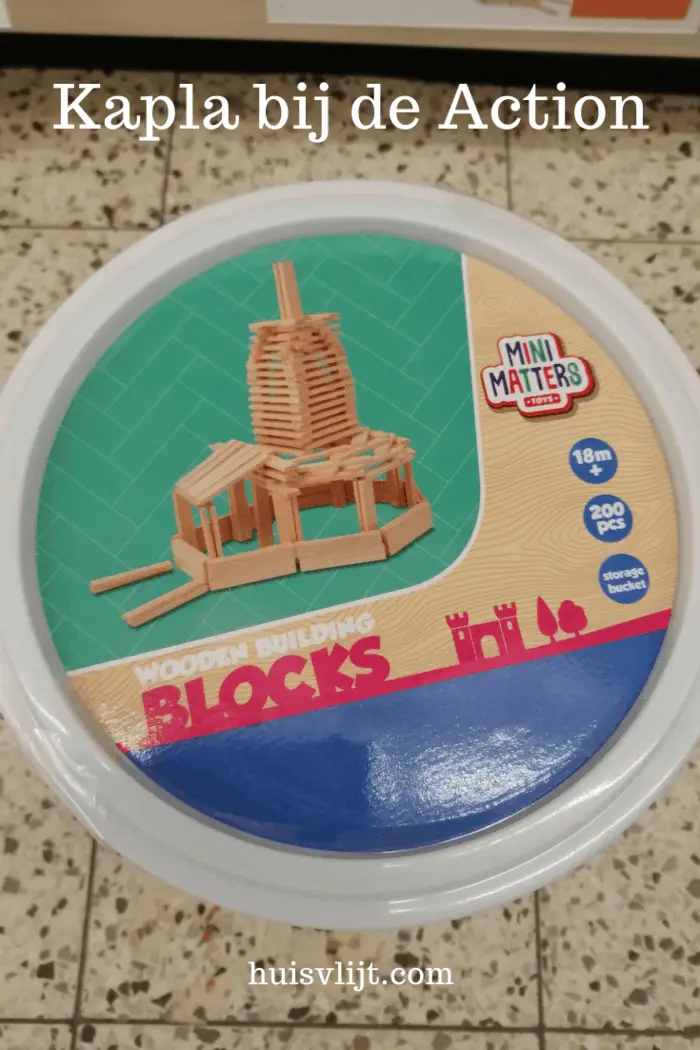 Kapla bij de Action
MINI
MATTERS
TOYS
18m
+
200
pcs
storage
bucket
WOODEN BUILDING
BLOCKS
huisvlijt.com